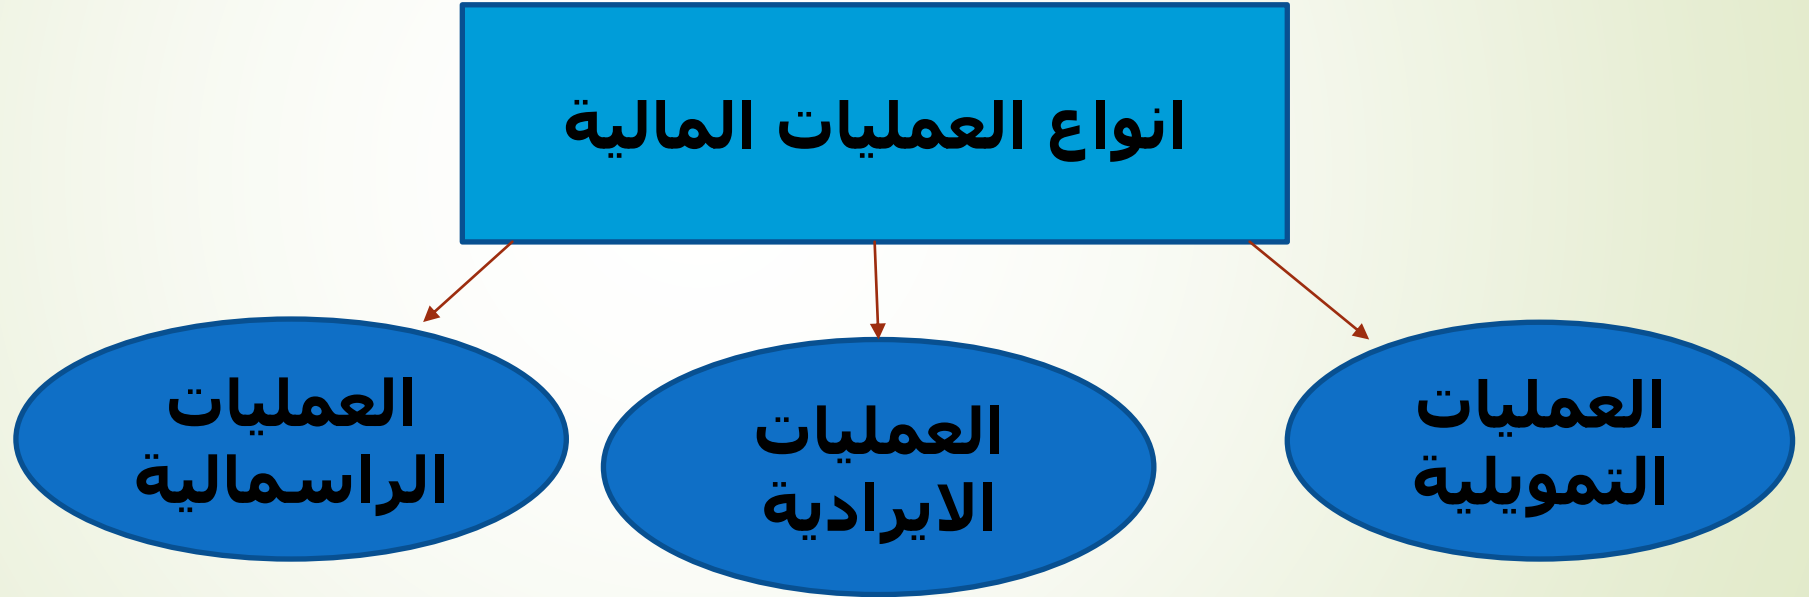 انواع العمليات المالية
العمليات
التمويلية
العمليات
الايرادية
العمليات
الراسمالية